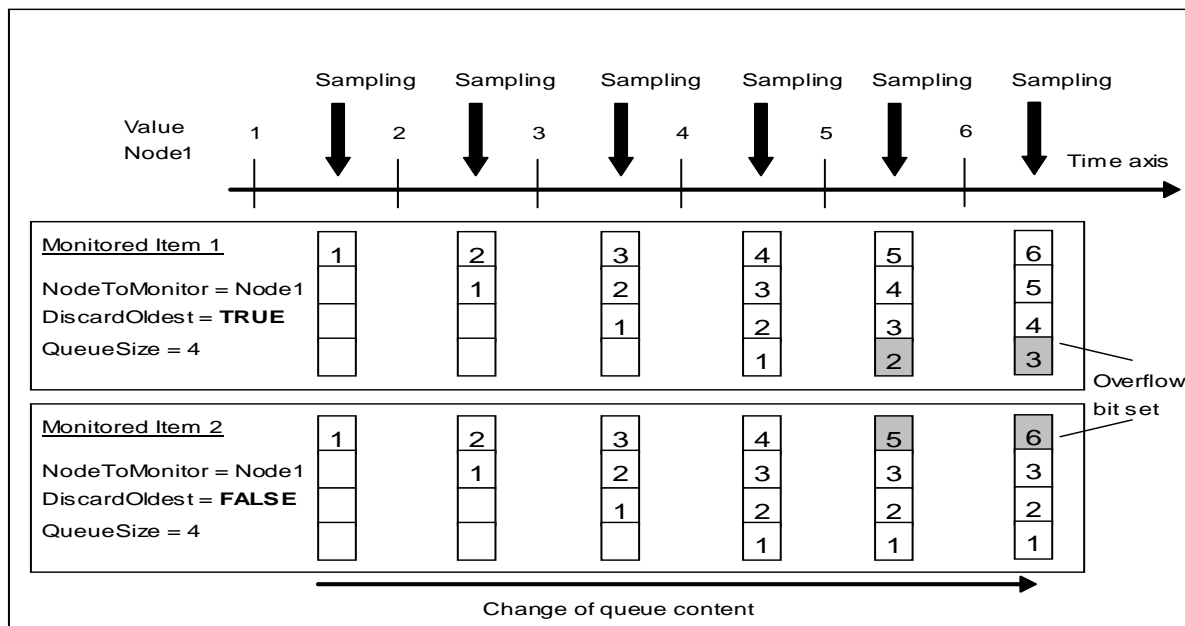 Sampling Sampling Sampling Sampling Sampling Sampling
Value
Node1
1 2 3 4 5 6
Time axis
Monitored Item 1
NodeToMonitor = Node1
DiscardOldest = TRUE
QueueSize = 4
1 2 3 4 5 6
1 2 3 4 5
1 2 3 4
1 2 3
Overflow
bit set
Monitored Item 2
NodeToMonitor = Node1
DiscardOldest = FALSE
QueueSize = 4
1 2 3 4 5 6
1 2 3 3 3
1 2 2 2
1 1 1
Change of queue content